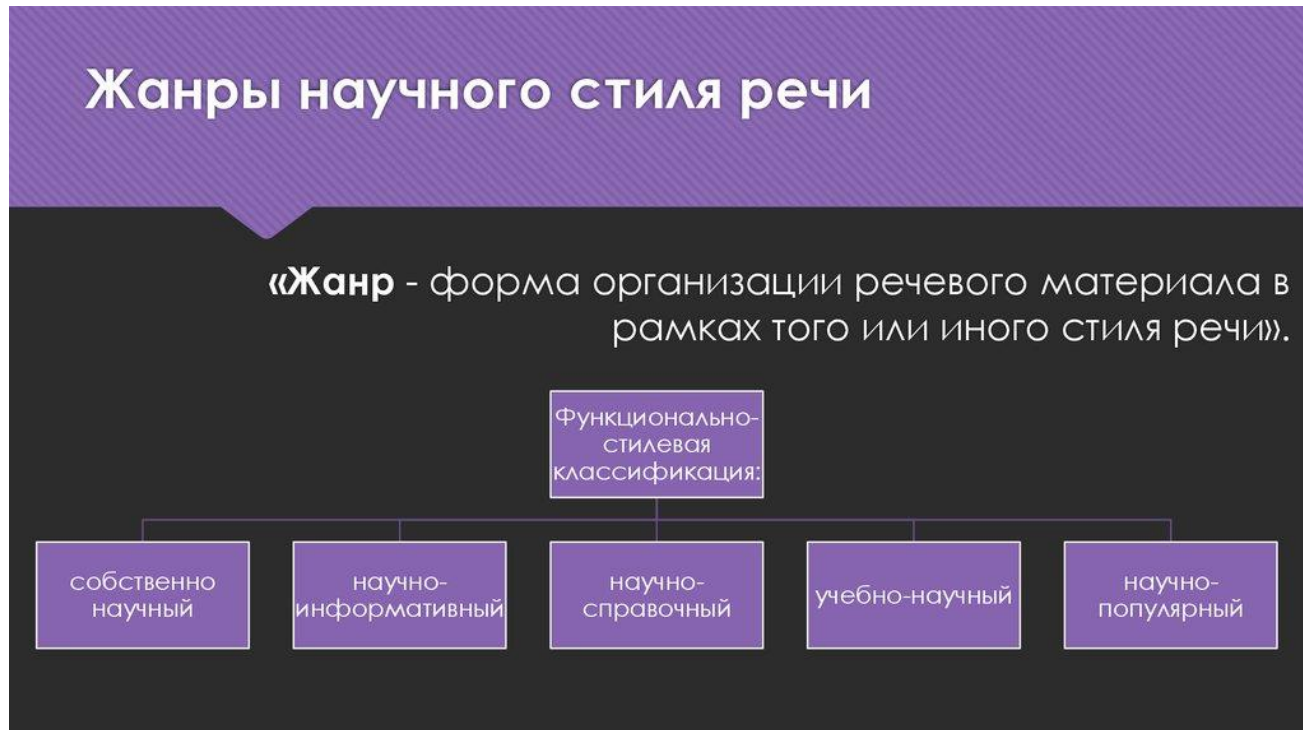 Жанры научного стиля речи
«Жанр - форма организации речевого материала в
рамках того или иного стиля речи».
Функционально-
стилевая
классификация:
собственно
научный
научно-
информативный
научно-
справочный
учебно-научный
научно-
популярный